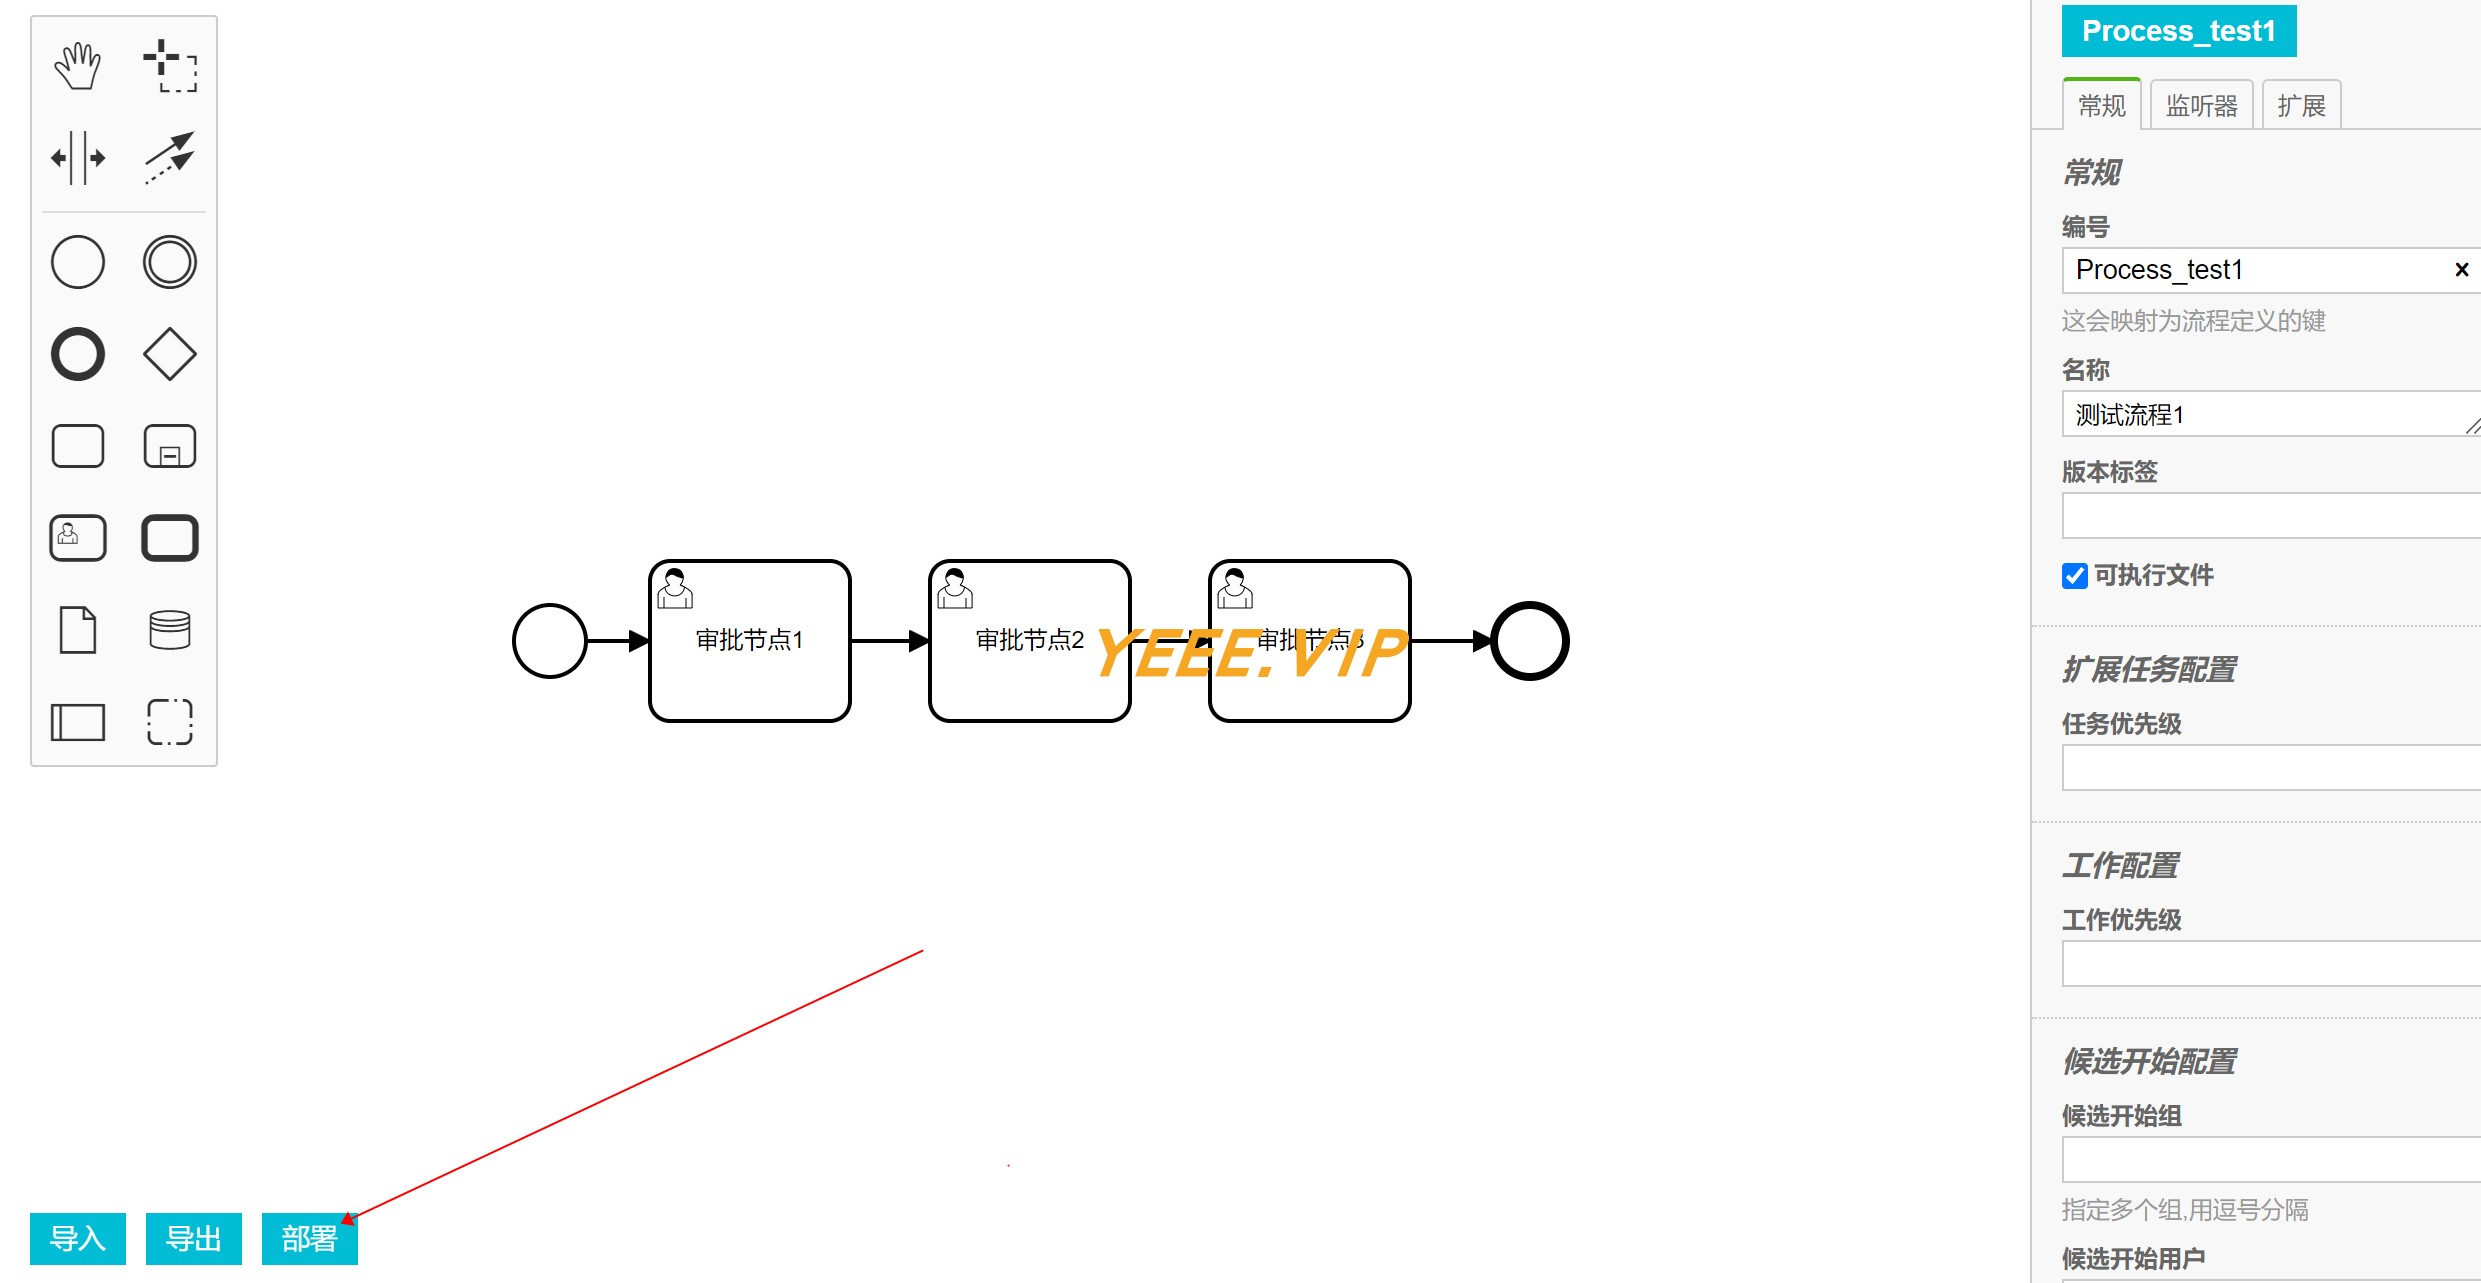 Process_test1
常规 监听器 扩展
常规
编号
Process_test1
这会映射为流程定义的键
名称
测试流程1
版本标签
可执行文件
扩展任务配置
任务优先级
工作配置
工作优先级
候选开始配置
候选开始组
指定多个组,用逗号分隔
候选开始用户
审批节点1 审批节点2 审批节点3
YEEE.VIP
导入 导出 部署